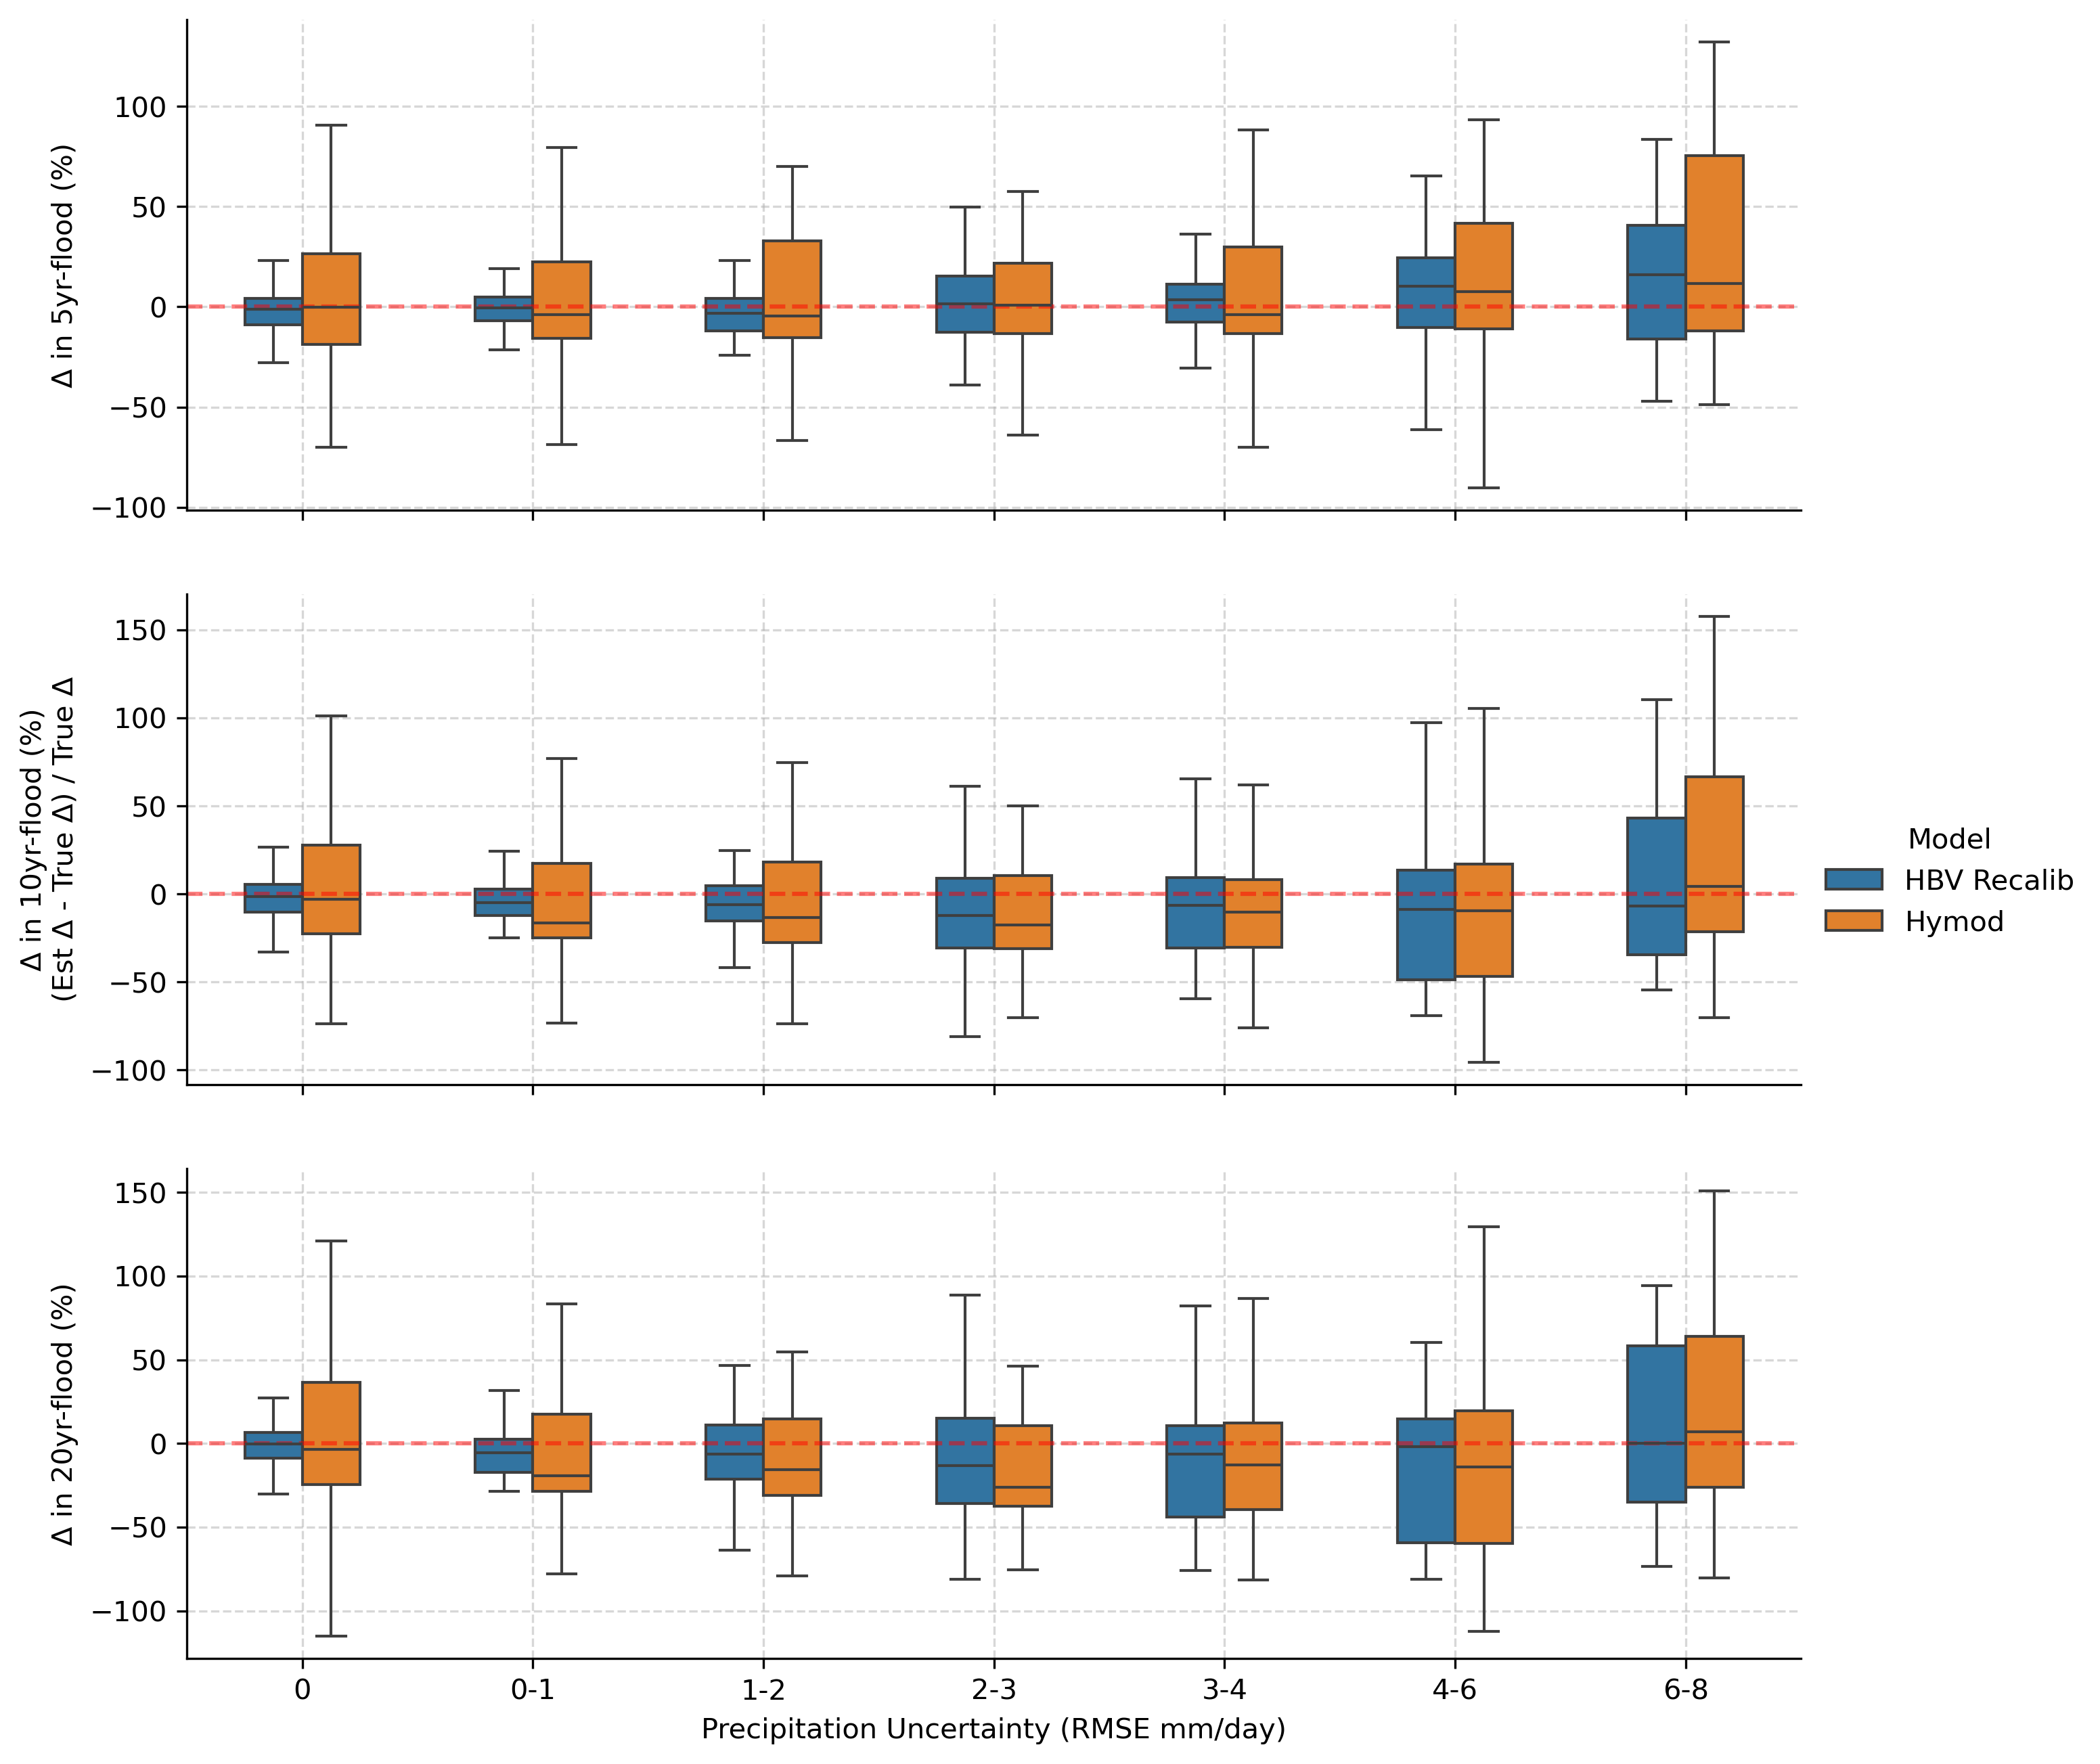 100
50
0
−50
−100
Δ in 5yr-flood (%)
150
100
50
0
−50
−100
Δ in 10yr-flood (%)
(Est Δ - True Δ) / True Δ
Model
HBV Recalib
Hymod
150
100
50
0
−50
−100
Δ in 20yr-flood (%)
0 0-1 1-2 2-3 3-4 4-6 6-8
Precipitation Uncertainty (RMSE mm/day)